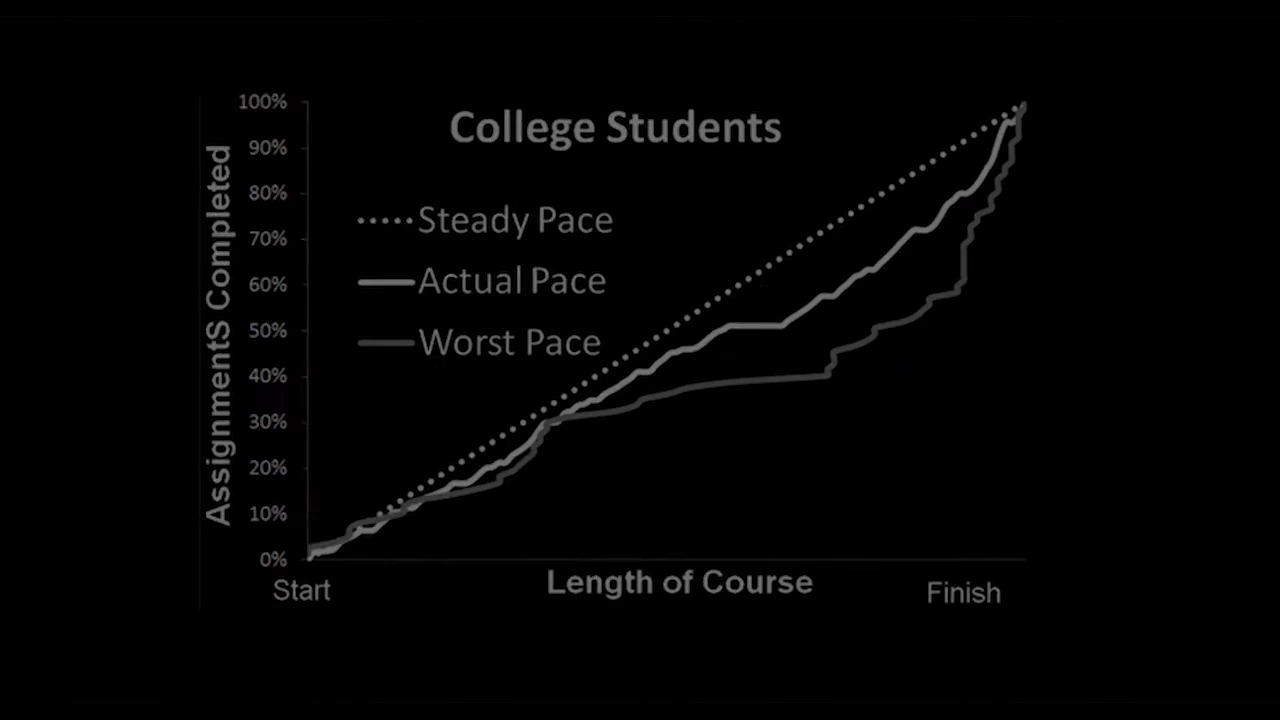 College Students
Steady Pace
Actual Pace
Worst Pace
AssignmentS Completed
100%
90%
80%
70%
60%
50%
40%
30%
20%
10%
0%
Start
Length of Course
Finish